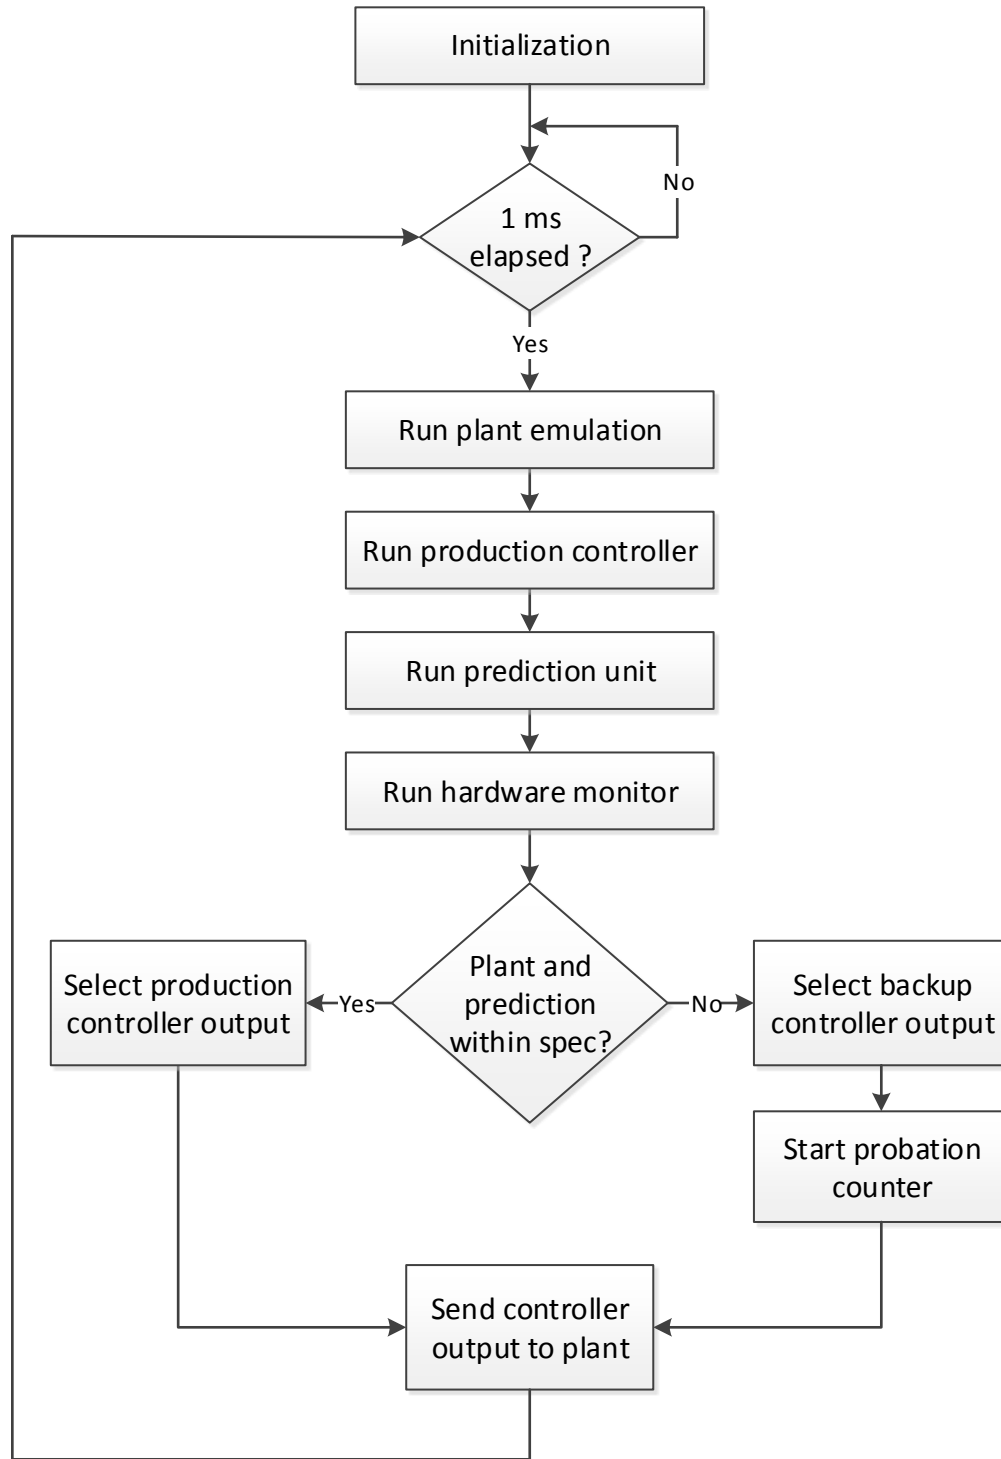 Initialization
No
1 ms
elapsed ?
Yes
Run plant emulation
Run production controller
Run prediction unit
Run hardware monitor
Plant and
prediction
within spec?
Yes
No
Select production
controller output
Select backup
controller output
Start probation
counter
Send controller
output to plant